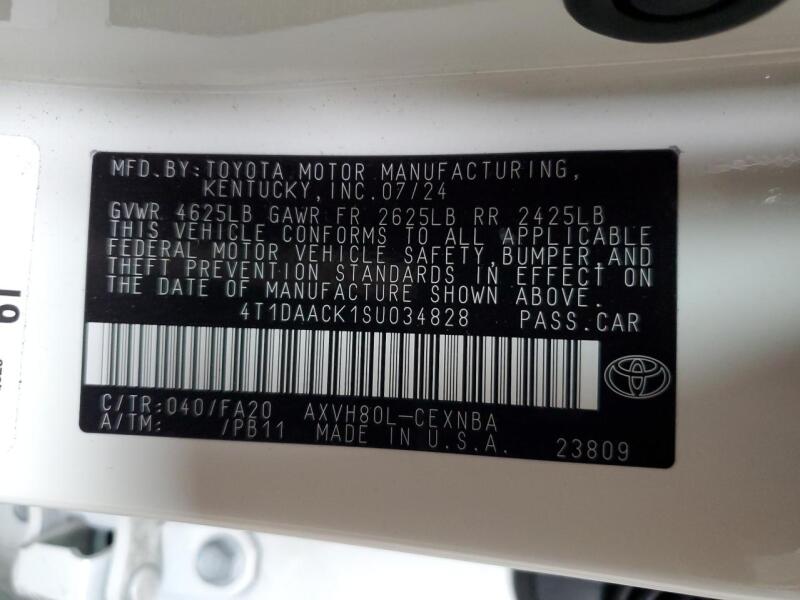 MFD.BY:TOYOTA MOTOR MANUFACTURING,
KENTUCKY,INC.07/24
GVWR 4625LB GAWR FR 2625LB RR 2425LB
THIS VEHICLE CONFORMS TO ALL APPLICABLE
FEDERAL MOTOR VEHICLE SAFETY,BUMPER,AND
THEFT PREVENTION STANDARDS IN EFFECT ON
THE DATE OF MANUFACTURE SHOWN ABOVE.
4T1DAACK1SU034828 PASS.CAR
C/TR:040/FA20 AXVH80L-CEXNBA
A/TM: /PB11 MADE IN U.S.A. 23809